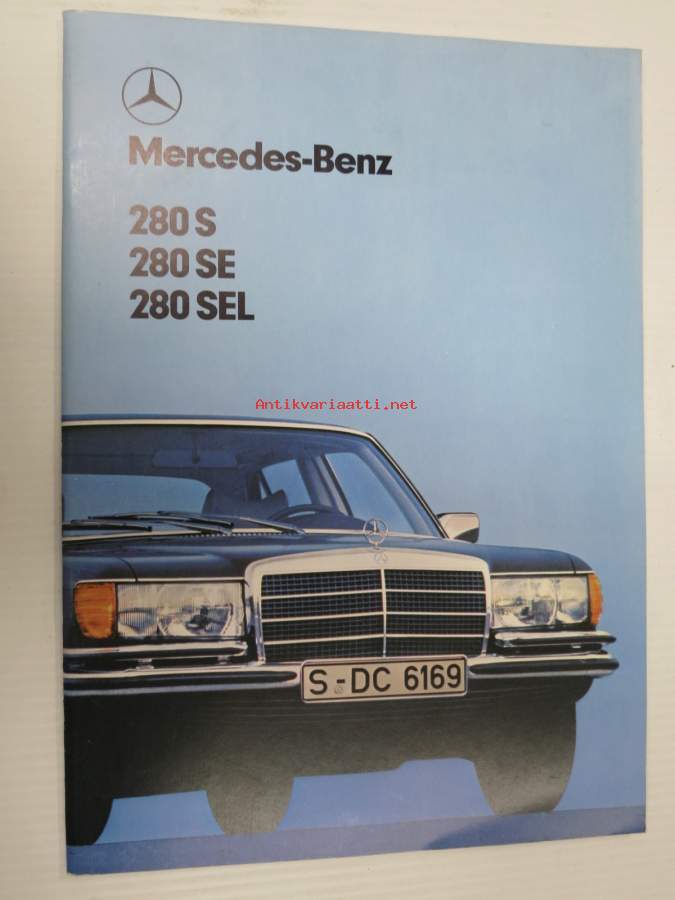 Mercedes-Benz
280 S
280 SE
280 SEL
Antikvariaatti.net
S-DC 6169